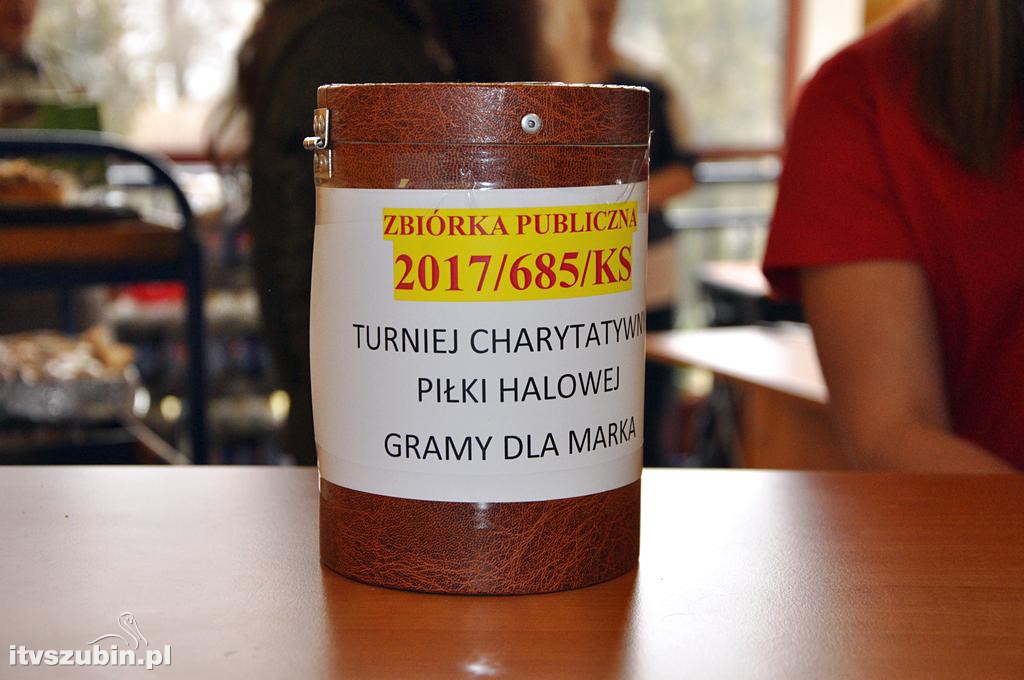 ZBIÓRKA PUBLICZNA
2017/685/KS
TURNIEJ CHARYTATYWN
PIŁKI HALOWEJ
GRAMY DLA MARKA
itvszubin.pl